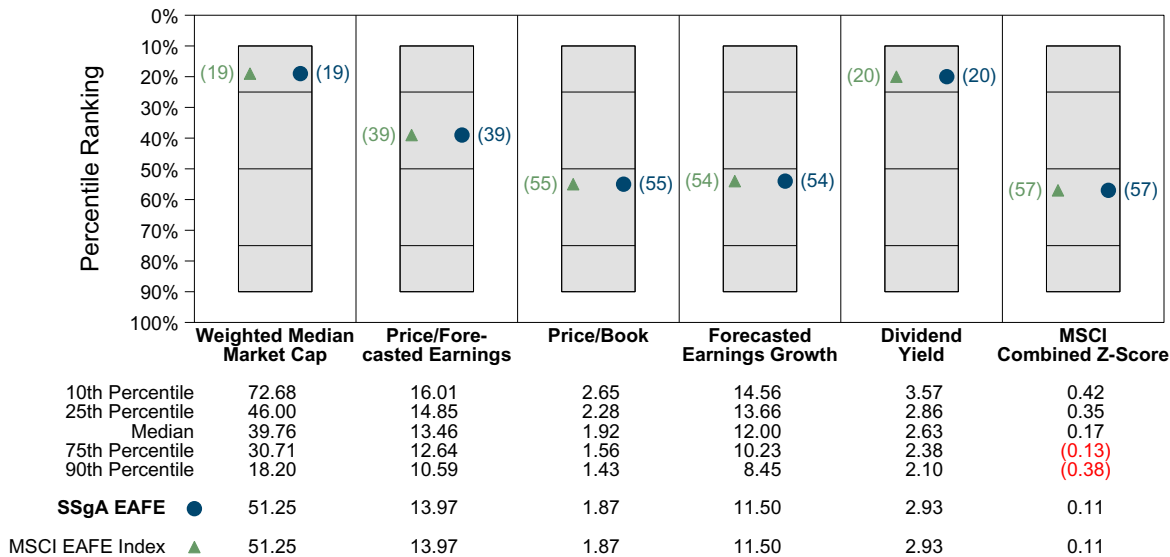 0%
10%
20%
30%
40%
50%
60%
70%
80%
90%
100%
Percentile Ranking
(19) (19)
(39) (39)
(55) (55)
(54) (54)
(20) (20)
(57) (57)
Weighted Median Market Cap
Price/Fore-casted Earnings
Price/Book
Forecasted Earnings Growth
Dividend Yield
MSCI Combined Z-Score
10th Percentile 72.68 16.01 2.65 14.56 3.57 0.42
25th Percentile 46.00 14.85 2.28 13.66 2.86 0.35
Median 39.76 13.46 1.92 12.00 2.63 0.17
75th Percentile 30.71 12.64 1.56 10.23 2.38 (0.13)
90th Percentile 18.20 10.59 1.43 8.45 2.10 (0.38)
SSgA EAFE 51.25 13.97 1.87 11.50 2.93 0.11
MSCI EAFE Index 51.25 13.97 1.87 11.50 2.93 0.11